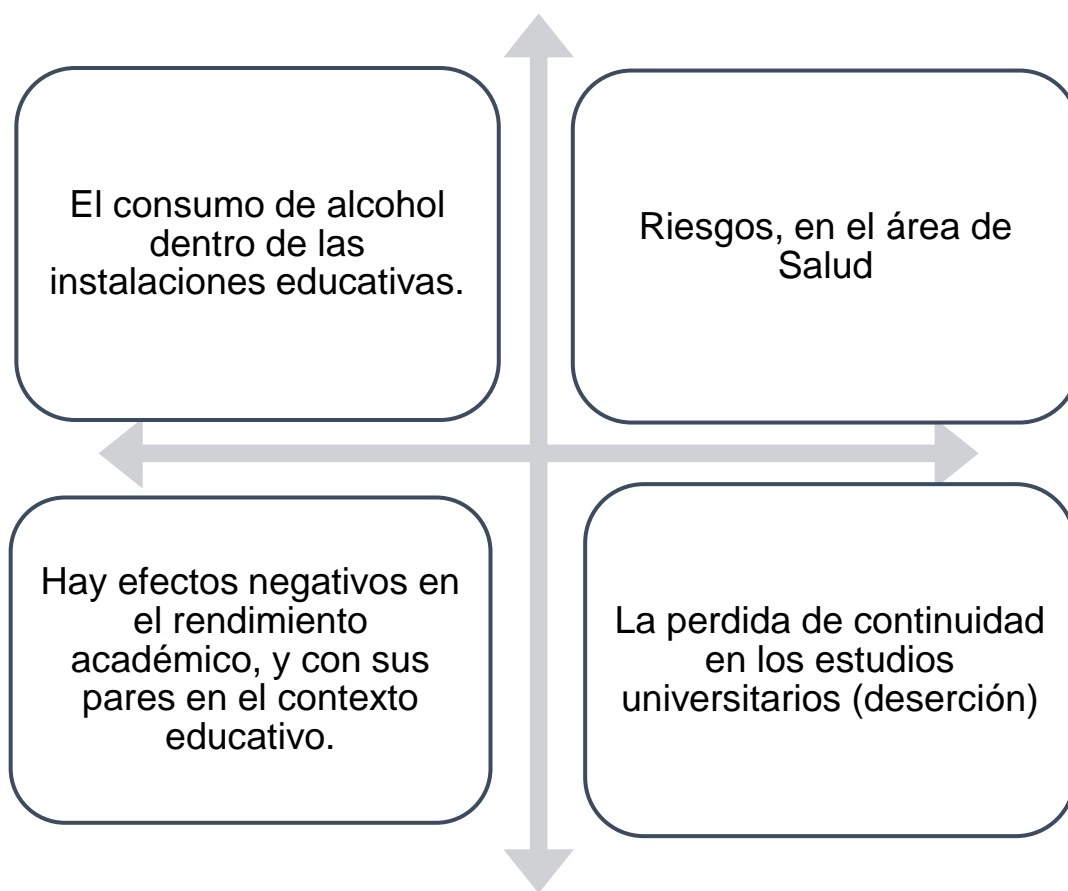 El consumo de alcohol
dentro de las
instalaciones educativas.
Riesgos, en el área de
Salud
Hay efectos negativos en
el rendimiento
académico, y con sus
pares en el contexto
educativo.
La perdida de continuidad
en los estudios
universitarios (deserción)